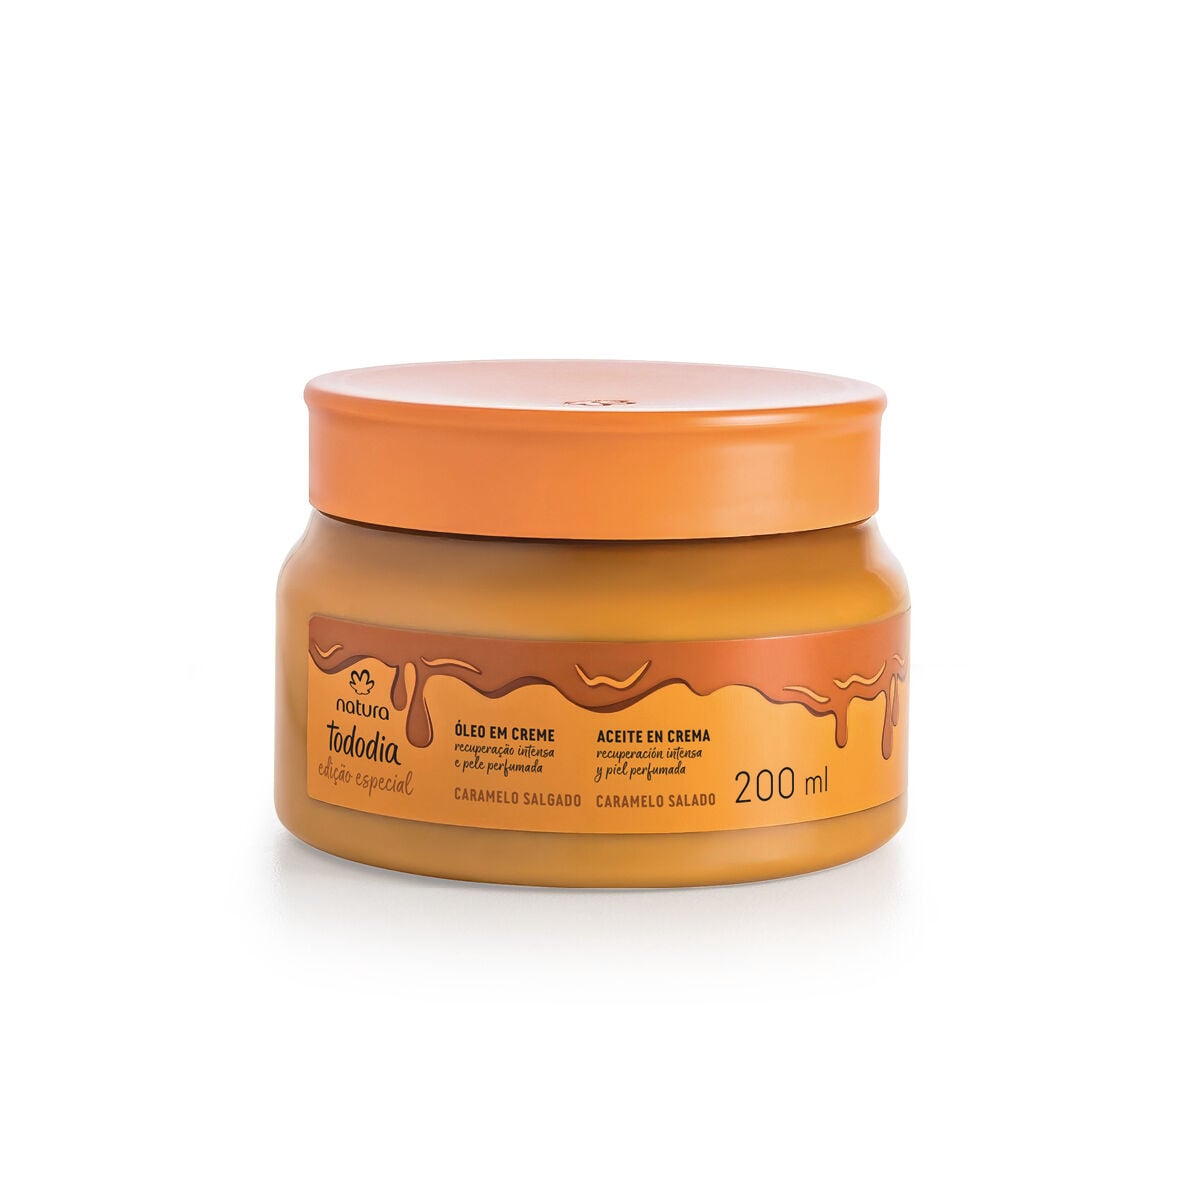 natura
tododia
edição especial
ÓLEO EM CREME
recuperação intensa
e pele perfumada
CARAMELO SALGADO
ACEITE EN CREMA
recuperación intensa
y piel perfumada
CARAMELO SALADO
200 ml